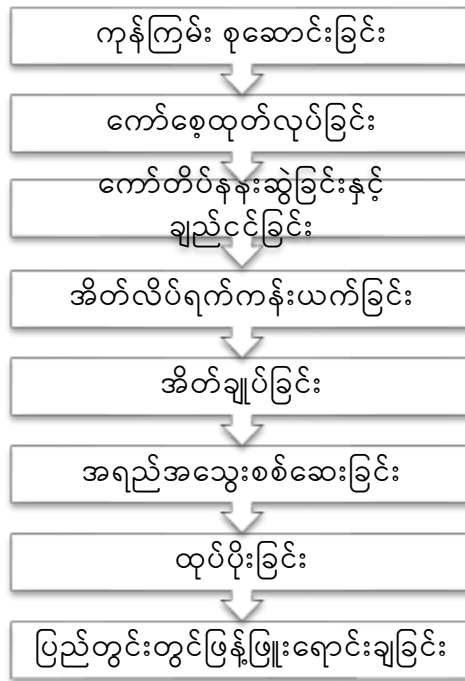 ကုန်ကြမ်း စုဆောင်းခြင်း
ကော်စေ့ထုတ်လုပ်ခြင်း
ကော်တိပ်နန်းဆွဲခြင်းနှင့်
ချည်ငင်ခြင်း
အိတ်လိပ်ရက်ကန်းယက်ခြင်း
အိတ်ချုပ်ခြင်း
အရည်အသွေးစစ်ဆေးခြင်း
ထုပ်ပိုးခြင်း
ပြည်တွင်းတွင်ဖြန့်ဖြူးရောင်းချခြင်း